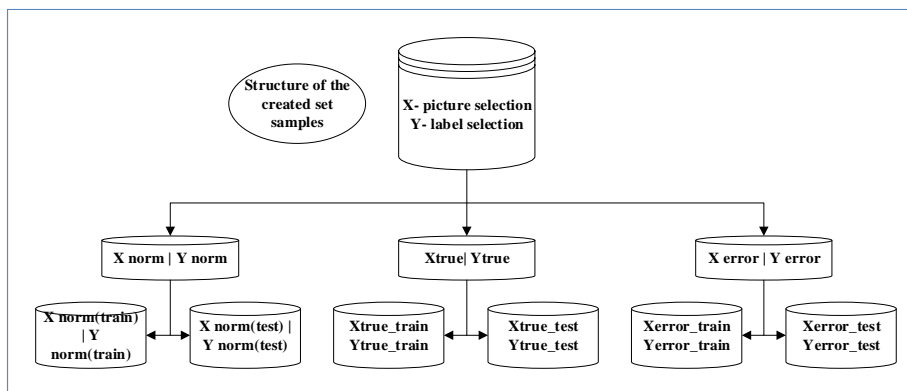 Structure of the
created set
samples
X- picture selection
Y- label selection
X norm | Y norm
Xtrue| Ytrue
X error | Y error
X norm(train)
| Y
norm(train)
X norm(test) |
Y norm(test)
Xtrue_train
Ytrue_train
Xtrue_test
Ytrue_test
Xerror_train
Yerror_train
Xerror_test
Yerror_test